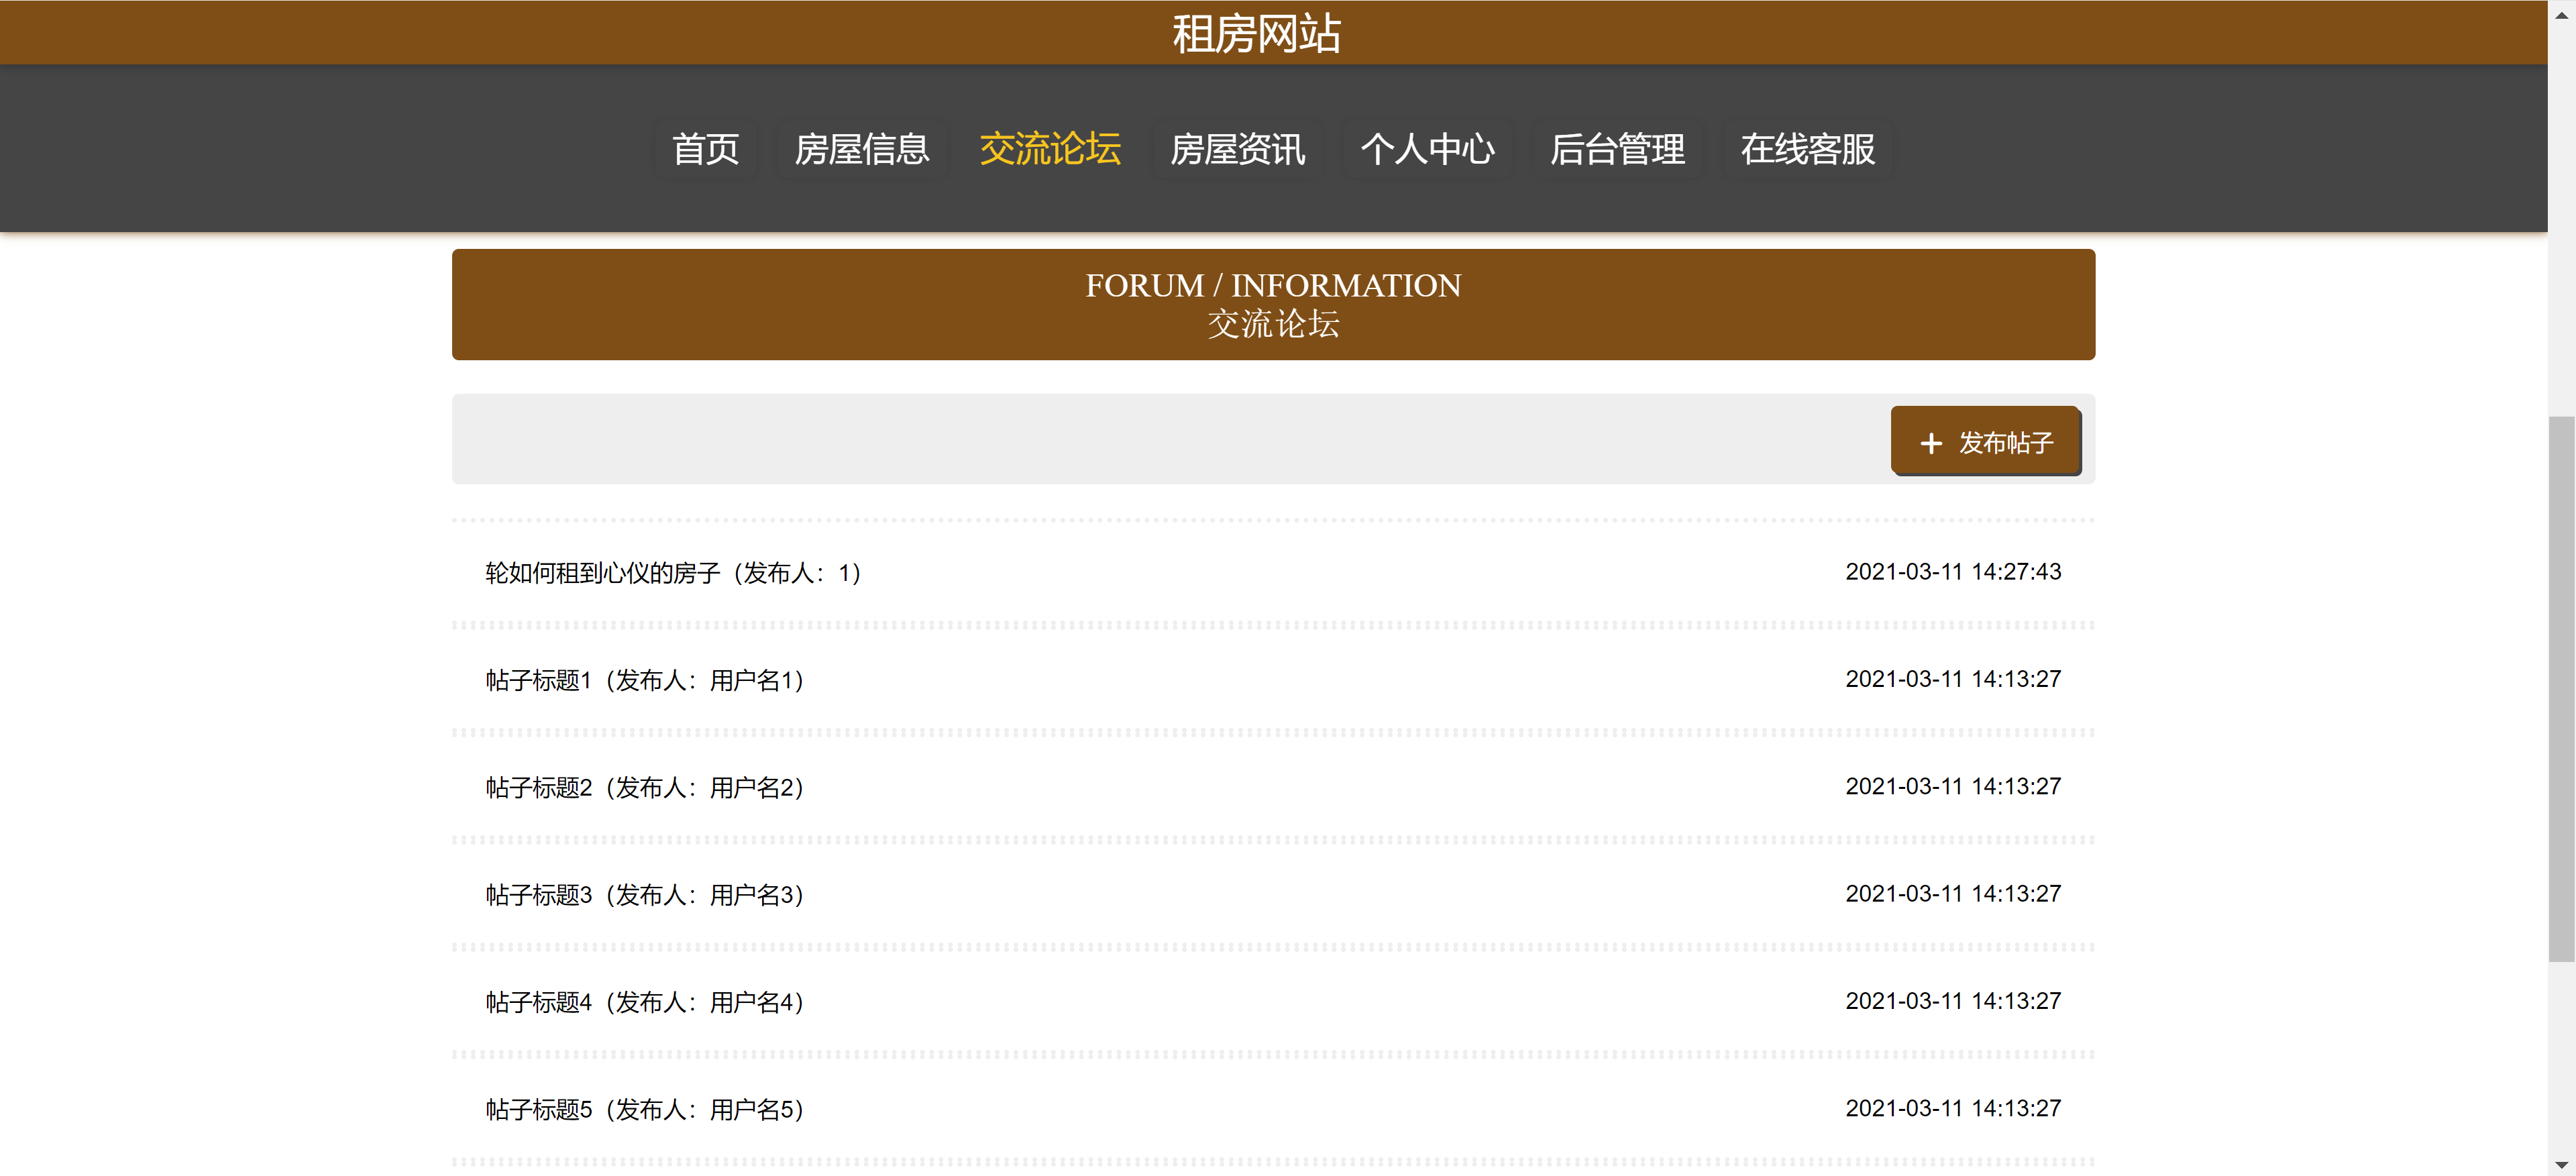 租房网站
首页 房屋信息 交流论坛 房屋资讯 个人中心 后台管理 在线客服
FORUM / INFORMATION
交流论坛
+ 发布帖子
轮如何租到心仪的房子（发布人：1） 2021-03-11 14:27:43
帖子标题1（发布人：用户名1） 2021-03-11 14:13:27
帖子标题2（发布人：用户名2） 2021-03-11 14:13:27
帖子标题3（发布人：用户名3） 2021-03-11 14:13:27
帖子标题4（发布人：用户名4） 2021-03-11 14:13:27
帖子标题5（发布人：用户名5） 2021-03-11 14:13:27